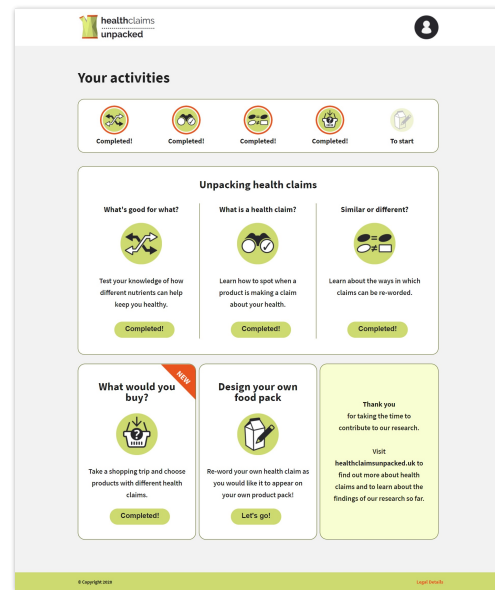 healthclaims
unpacked
Your activities
Completed!
Completed!
Completed!
Completed!
To start
Unpacking health claims
What's good for what?
What is a health claim?
Similar or different?
Test your knowledge of how
different nutrients can help
keep you healthy.
Learn how to spot when a
product is making a claim
about your health.
Learn about the ways in which
claims can be re-worded.
Completed!
Completed!
Completed!
NEW
What would you
buy?
Take a shopping trip and choose
products with different health
claims.
Completed!
Design your own
food pack
Re-word your own health claim as
you would like it to appear on
your own product pack!
Let's go!
Thank you
for taking the time to
contribute to our research.
Visit
healthclaimsunpacked.uk to
find out more about health
claims and to learn about the
findings of our research so far.
© Copyright 2020
Legal Details